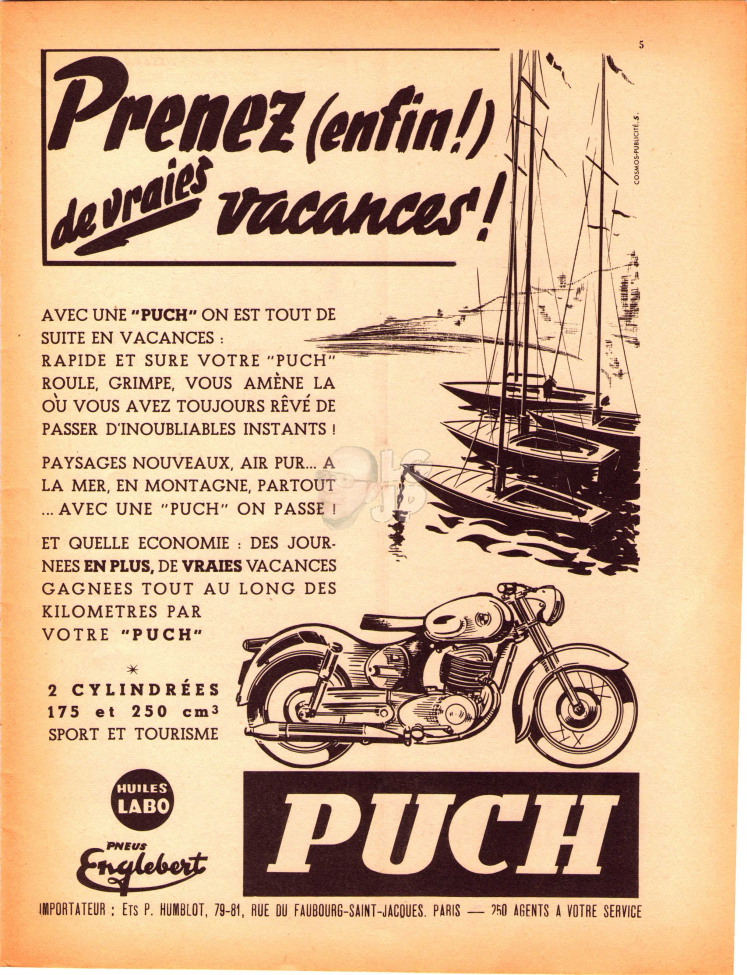 5
Prenez (enfin!)
de vraies vacances!
COSMOS-PUBLICITÉ.S.
AVEC UNE "PUCH" ON EST TOUT DE
SUITE EN VACANCES :
RAPIDE ET SURE VOTRE "PUCH"
ROULE, GRIMPE, VOUS AMÈNE LA
OÙ VOUS AVEZ TOUJOURS RÊVÉ DE
PASSER D'INOUBLIABLES INSTANTS !
PAYSAGES NOUVEAUX, AIR PUR... A
LA MER, EN MONTAGNE, PARTOUT
... AVEC UNE "PUCH" ON PASSE !
ET QUELLE ECONOMIE : DES JOUR-
NEES EN PLUS, DE VRAIES VACANCES
GAGNEES TOUT AU LONG DES
KILOMETRES PAR
VOTRE "PUCH"
*
2 CYLINDRÉES
175 et 250 cm³
SPORT ET TOURISME
HUILES
LABO
PNEUS
Englebert
PUCH
IMPORTATEUR : Ets P. HUMBLOT, 79-81, RUE DU FAUBOURG-SAINT-JACQUES. PARIS — 250 AGENTS A VOTRE SERVICE